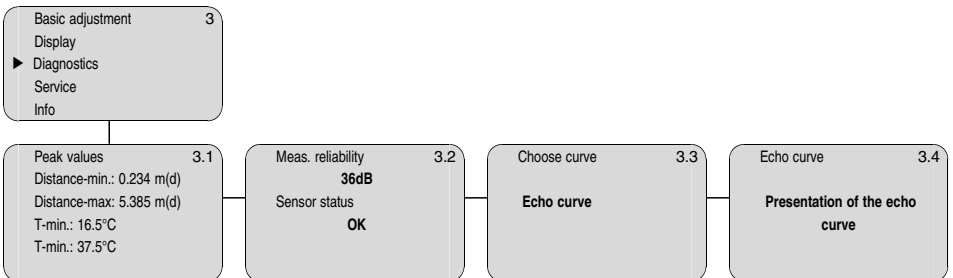 Basic adjustment 3
Display
▶ Diagnostics
Service
Info
Peak values 3.1
Distance-min.: 0.234 m(d)
Distance-max: 5.385 m(d)
T-min.: 16.5°C
T-min.: 37.5°C
Meas. reliability 3.2
36dB
Sensor status
OK
Choose curve 3.3
Echo curve
Echo curve 3.4
Presentation of the echo
curve